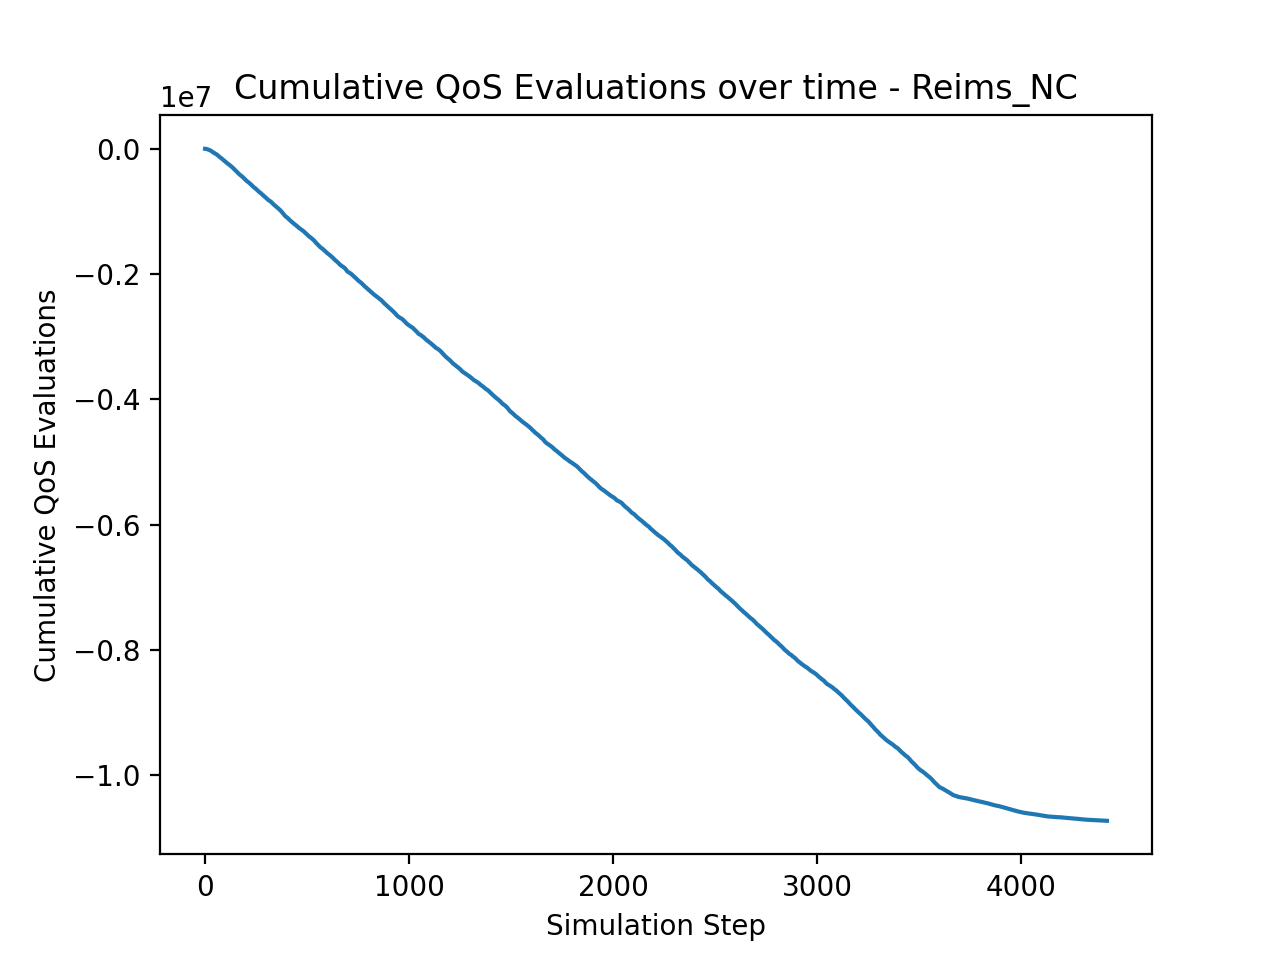 Cumulative QoS Evaluations over time - Reims_NC
1e7
0.0
−0.2
−0.4
−0.6
−0.8
−1.0
Cumulative QoS Evaluations
0 1000 2000 3000 4000
Simulation Step